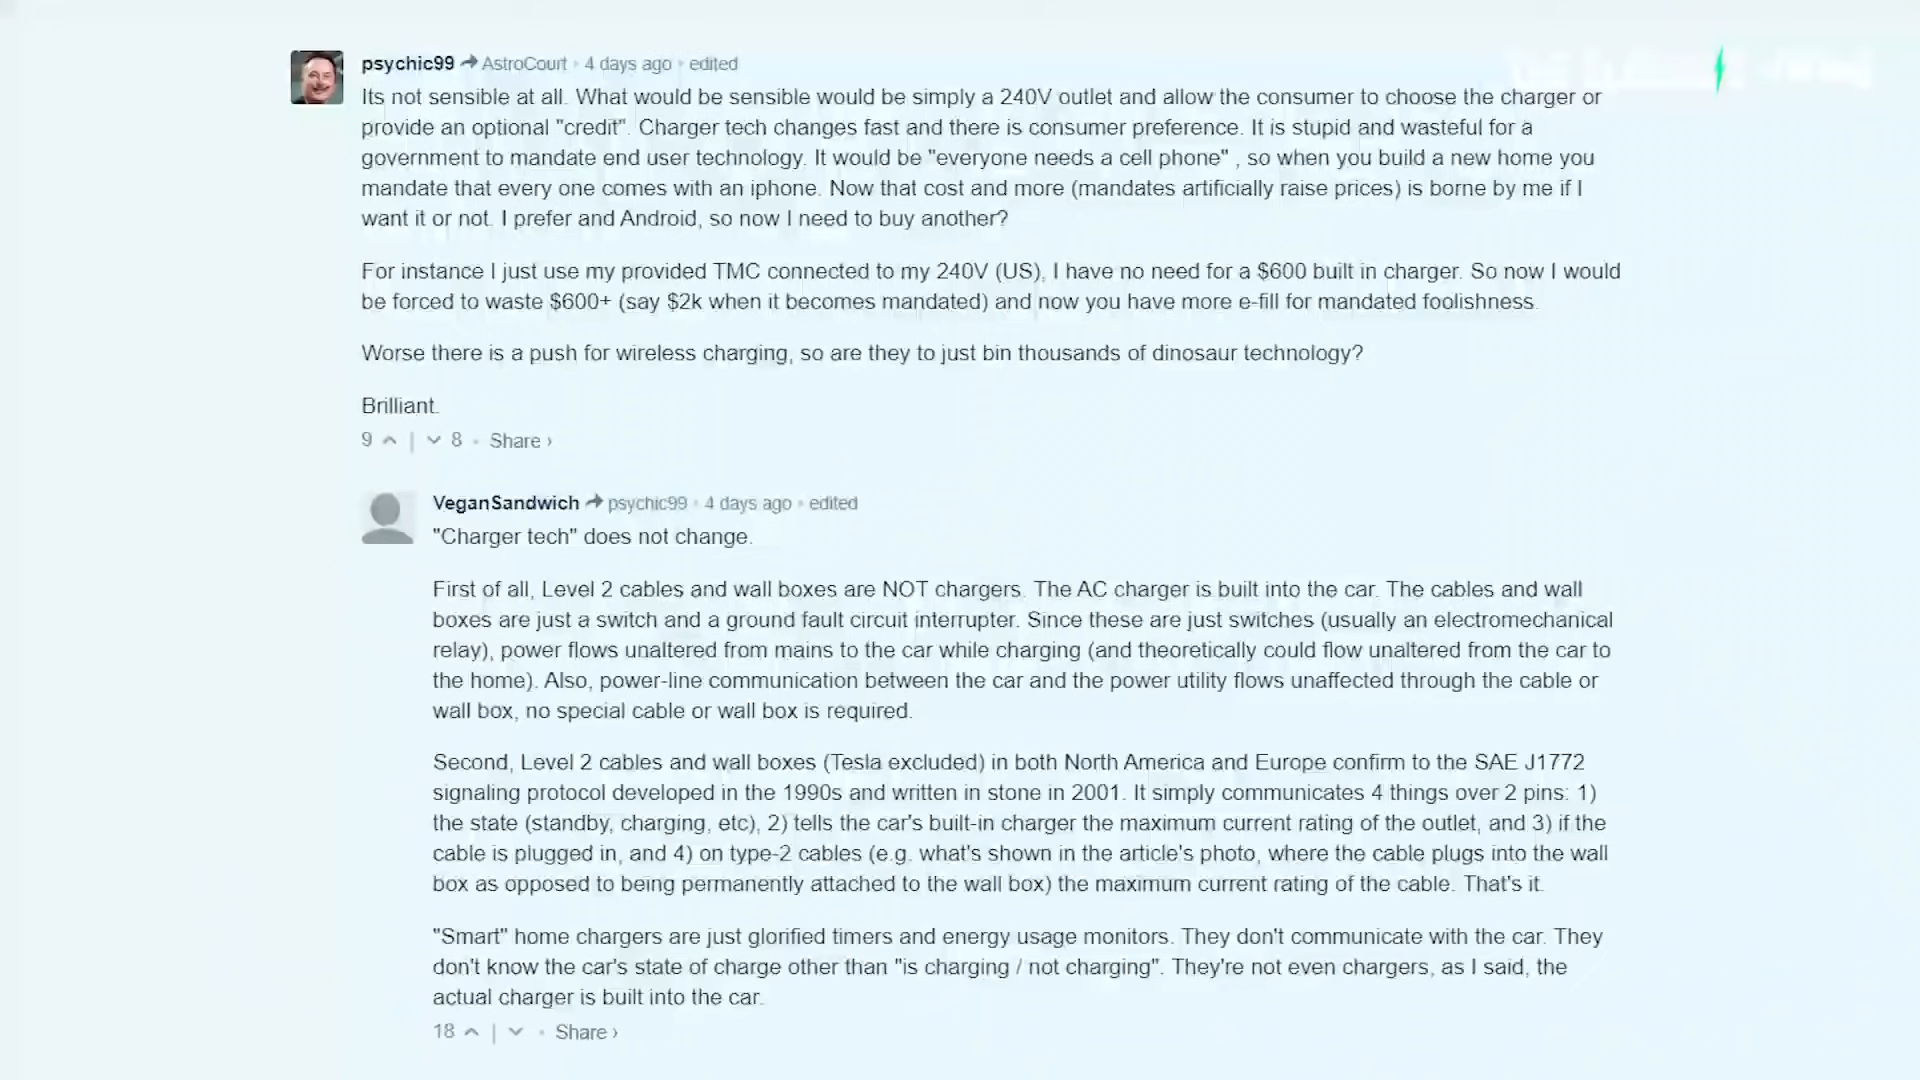 psychic99 AstroCourt • 4 days ago • edited
Its not sensible at all. What would be sensible would be simply a 240V outlet and allow the consumer to choose the charger or
provide an optional "credit". Charger tech changes fast and there is consumer preference. It is stupid and wasteful for a
government to mandate end user technology. It would be "everyone needs a cell phone" , so when you build a new home you
mandate that every one comes with an iphone. Now that cost and more (mandates artificially raise prices) is borne by me if I
want it or not. I prefer and Android, so now I need to buy another?
For instance I just use my provided TMC connected to my 240V (US), I have no need for a $600 built in charger. So now I would
be forced to waste $600+ (say $2k when it becomes mandated) and now you have more e-fill for mandated foolishness.
Worse there is a push for wireless charging, so are they to just bin thousands of dinosaur technology?
Brilliant.
9 | 8 • Share ›
VeganSandwich psychic99 • 4 days ago • edited
"Charger tech" does not change.
First of all, Level 2 cables and wall boxes are NOT chargers. The AC charger is built into the car. The cables and wall
boxes are just a switch and a ground fault circuit interrupter. Since these are just switches (usually an electromechanical
relay), power flows unaltered from mains to the car while charging (and theoretically could flow unaltered from the car to
the home). Also, power-line communication between the car and the power utility flows unaffected through the cable or
wall box, no special cable or wall box is required.
Second, Level 2 cables and wall boxes (Tesla excluded) in both North America and Europe confirm to the SAE J1772
signaling protocol developed in the 1990s and written in stone in 2001. It simply communicates 4 things over 2 pins: 1)
the state (standby, charging, etc), 2) tells the car's built-in charger the maximum current rating of the outlet, and 3) if the
cable is plugged in, and 4) on type-2 cables (e.g. what's shown in the article's photo, where the cable plugs into the wall
box as opposed to being permanently attached to the wall box) the maximum current rating of the cable. That's it.
"Smart" home chargers are just glorified timers and energy usage monitors. They don't communicate with the car. They
don't know the car's state of charge other than "is charging / not charging". They're not even chargers, as I said, the
actual charger is built into the car.
18 | • Share ›